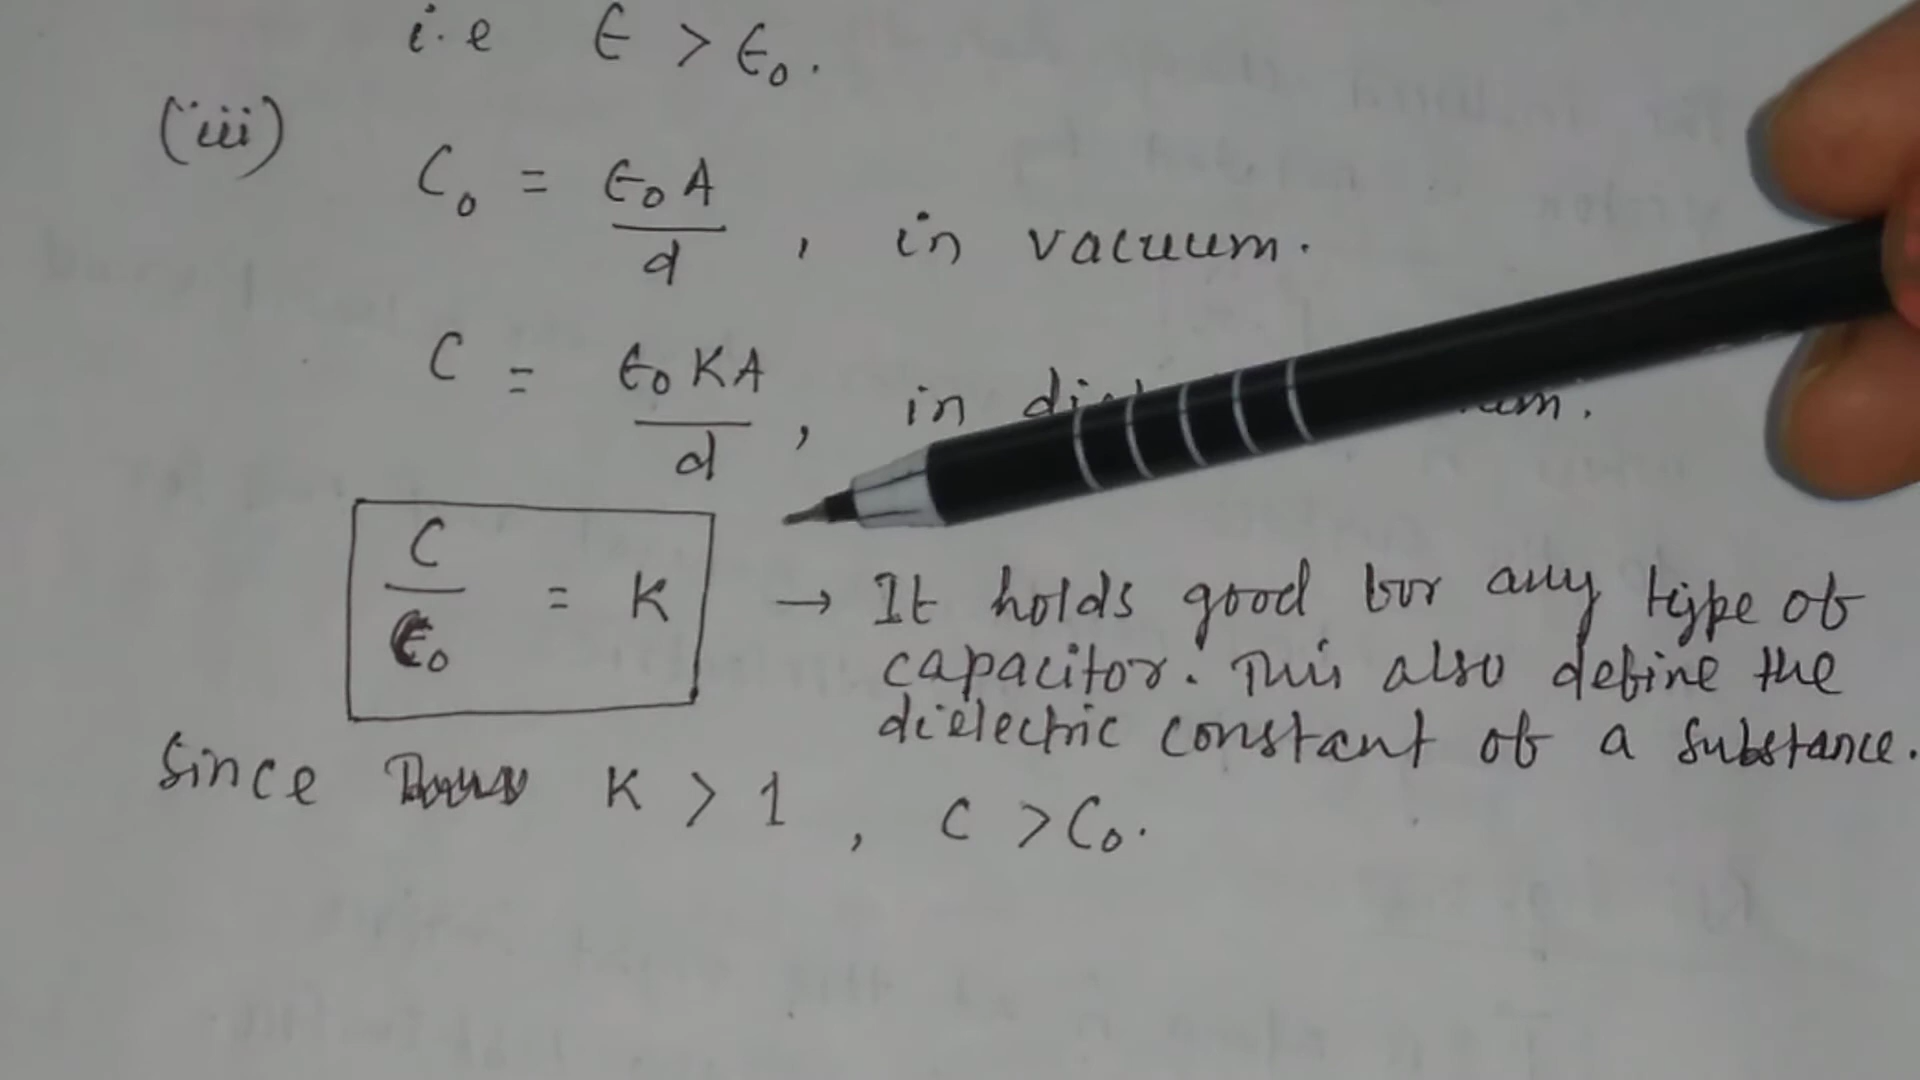 i.e ε > ε₀.
(iii)
C₀ = ε₀A / d , in vacuum.
C = ε₀KA / d , in
C / C₀ = K → It holds good for any type of
capacitor. This also define the
dielectric constant of a substance.
Since K > 1 , C > C₀.